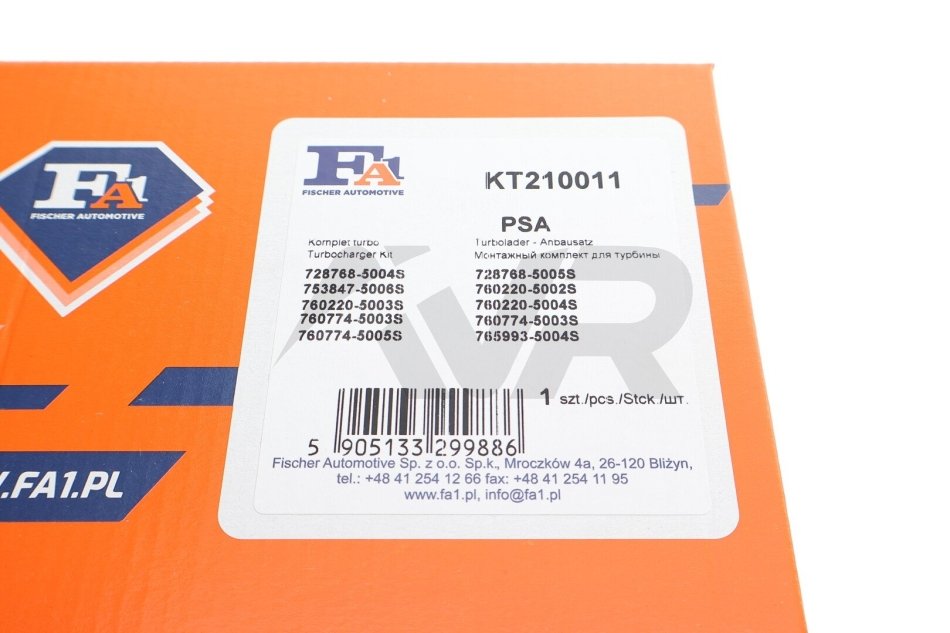 FA1
FISCHER AUTOMOTIVE
FA1
FISCHER AUTOMOTIVE
KT210011
PSA
Komplet turbo
Turbolader - Anbausatz
Turbocharger Kit
Монтажный комплект для турбины
728768-5004S
728768-5005S
753847-5006S
760220-5002S
760220-5003S
760220-5004S
760774-5003S
760774-5003S
760774-5005S
765993-5004S
1 szt./pcs./Stck./шт.
5 905133 299886
Fischer Automotive Sp. z o.o. Sp.k., Mroczków 4a, 26-120 Bliżyn,
tel.: +48 41 254 12 66 fax: +48 41 254 11 95
www.fa1.pl, info@fa1.pl
.FA1.PL